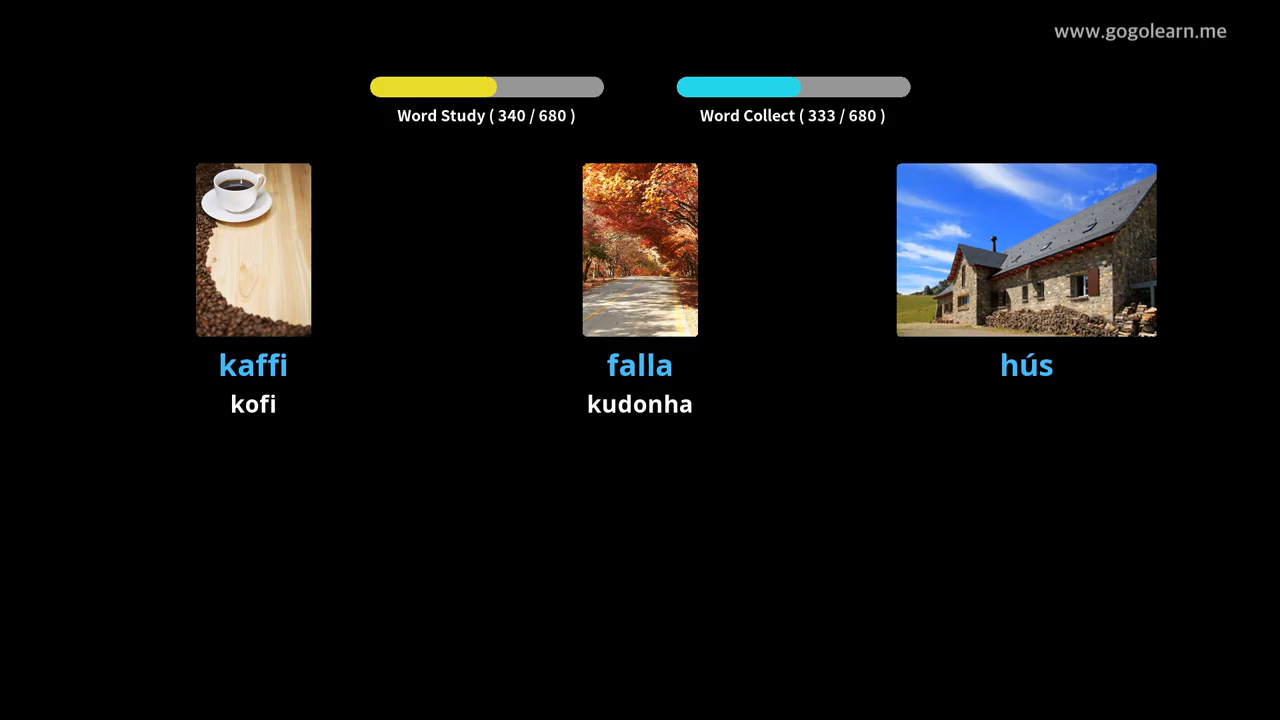 www.gogolearn.me
Word Study ( 340 / 680 )
Word Collect ( 333 / 680 )
kaffi
kofi
falla
kudonha
hús